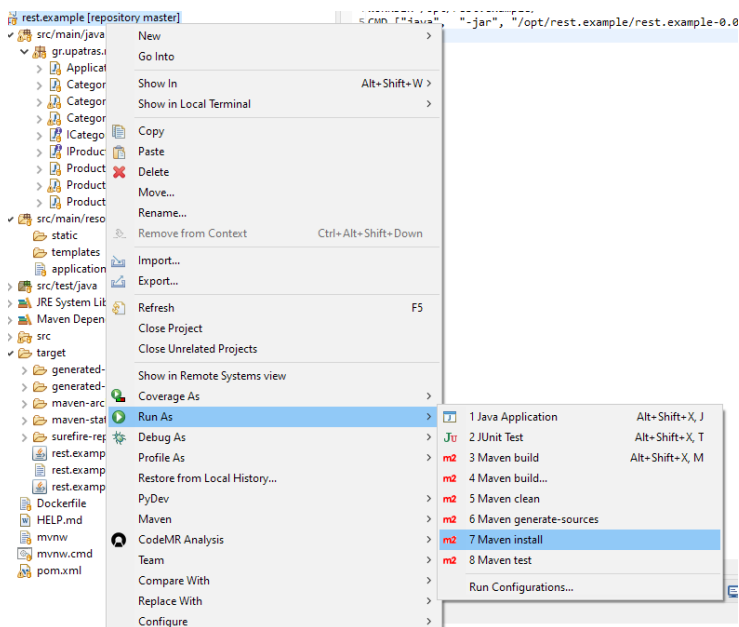 rest.example [repository master]
src/main/java
gr.upatras.
Applicat
Categor
Categor
Categor
ICatego
IProduc
Product
Product
Product
src/main/reso
static
templates
application
src/test/java
JRE System Lib
Maven Depen
src
target
generated-
generated-
maven-arc
maven-stat
surefire-rep
rest.examp
rest.examp
rest.examp
Dockerfile
HELP.md
mvnw
mvnw.cmd
pom.xml
5 CMD ["java", "-jar", "/opt/rest.example/rest.example-0.0
New
Go Into
Show In Alt+Shift+W >
Show in Local Terminal
Copy
Paste
Delete
Move...
Rename...
Remove from Context Ctrl+Alt+Shift+Down
Import...
Export...
Refresh F5
Close Project
Close Unrelated Projects
Show in Remote Systems view
Coverage As
Run As
Debug As
Profile As
Restore from Local History...
PyDev
Maven
CodeMR Analysis
Team
Compare With
Replace With
Configure
1 Java Application Alt+Shift+X, J
Ju 2 JUnit Test Alt+Shift+X, T
m2 3 Maven build Alt+Shift+X, M
m2 4 Maven build...
m2 5 Maven clean
m2 6 Maven generate-sources
m2 7 Maven install
m2 8 Maven test
Run Configurations...